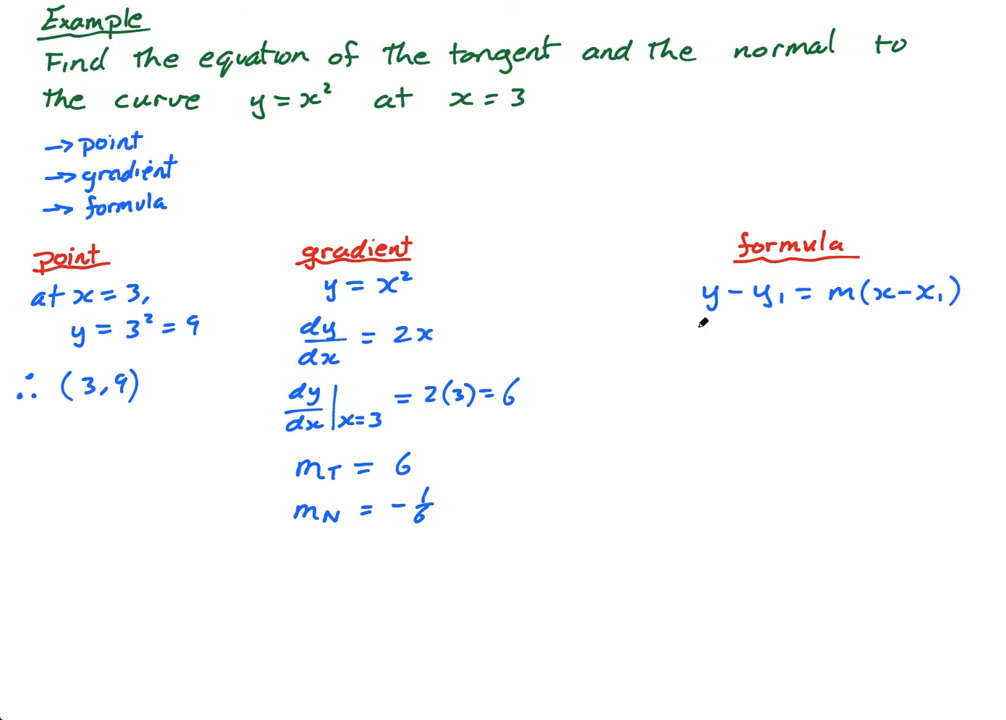 Example
Find the equation of the tangent and the normal to
the curve y = x² at x = 3
→ point
→ gradient
→ formula
point
at x = 3,
y = 3² = 9
∴ (3, 9)
gradient
y = x²
dy/dx = 2x
dy/dx |x=3 = 2(3) = 6
m_T = 6
m_N = - 1/6
formula
y - y₁ = m(x - x₁)